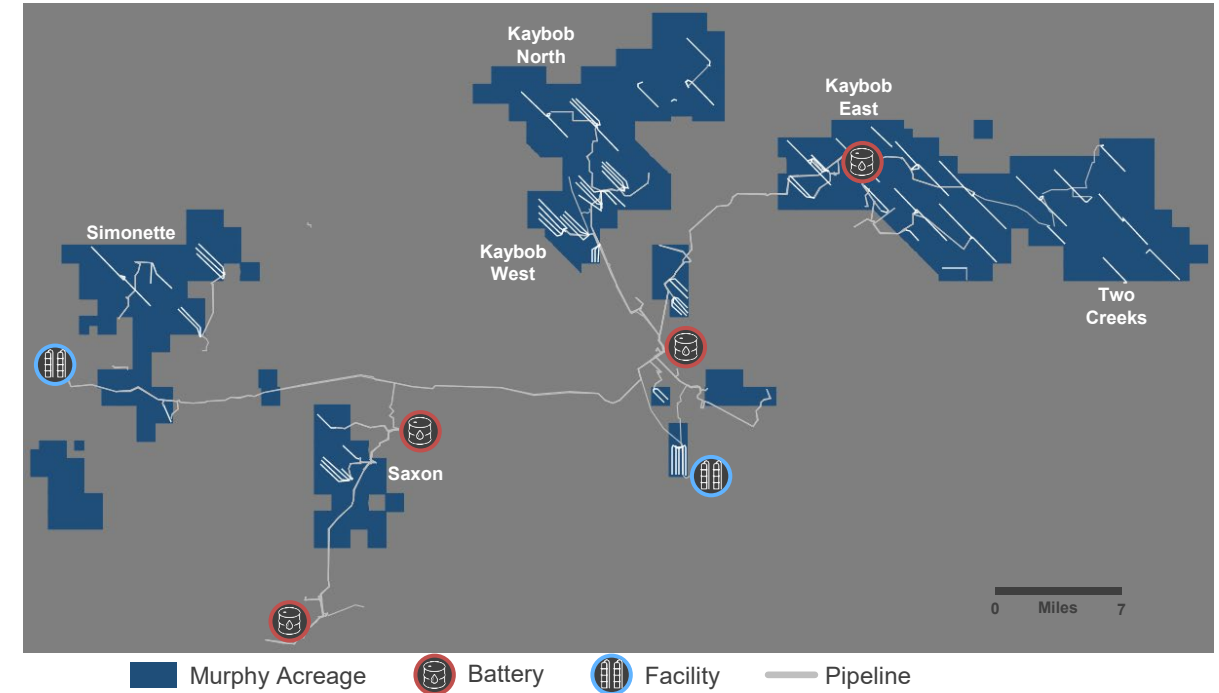 Kaybob
North
Kaybob
East
Simonette
Kaybob
West
Two
Creeks
Saxon
0 Miles 7
Murphy Acreage
Battery
Facility
Pipeline